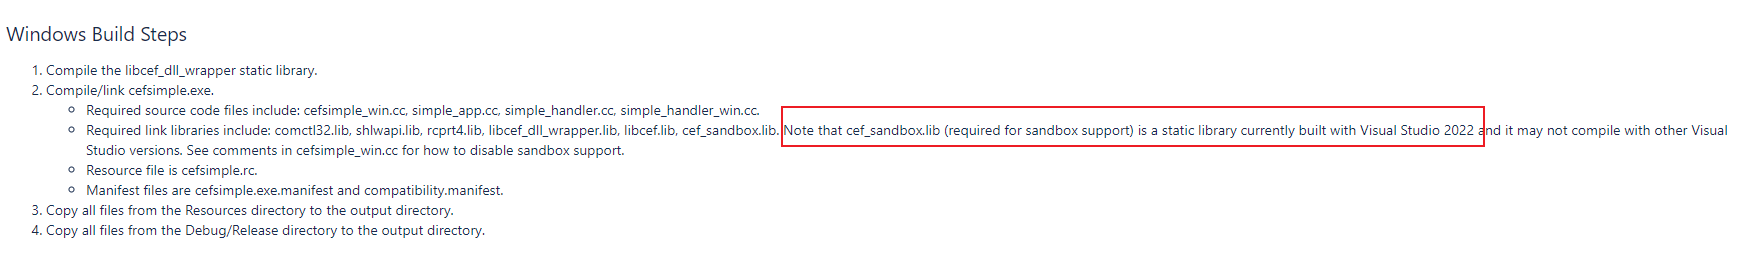 Windows Build Steps
1. Compile the libcef_dll_wrapper static library.
2. Compile/link cefsimple.exe.
Required source code files include: cefsimple_win.cc, simple_app.cc, simple_handler.cc, simple_handler_win.cc.
Required link libraries include: comctl32.lib, shlwapi.lib, rcprt4.lib, libcef_dll_wrapper.lib, libcef.lib, cef_sandbox.lib. Note that cef_sandbox.lib (required for sandbox support) is a static library currently built with Visual Studio 2022 and it may not compile with other Visual
Studio versions. See comments in cefsimple_win.cc for how to disable sandbox support.
Resource file is cefsimple.rc.
Manifest files are cefsimple.exe.manifest and compatibility.manifest.
3. Copy all files from the Resources directory to the output directory.
4. Copy all files from the Debug/Release directory to the output directory.